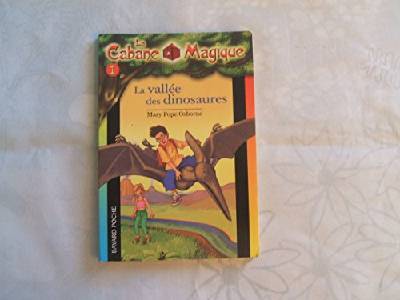 La
Cabane Magique
1
La vallée
des dinosaures
Mary Pope Osborne
BAYARD POCHE